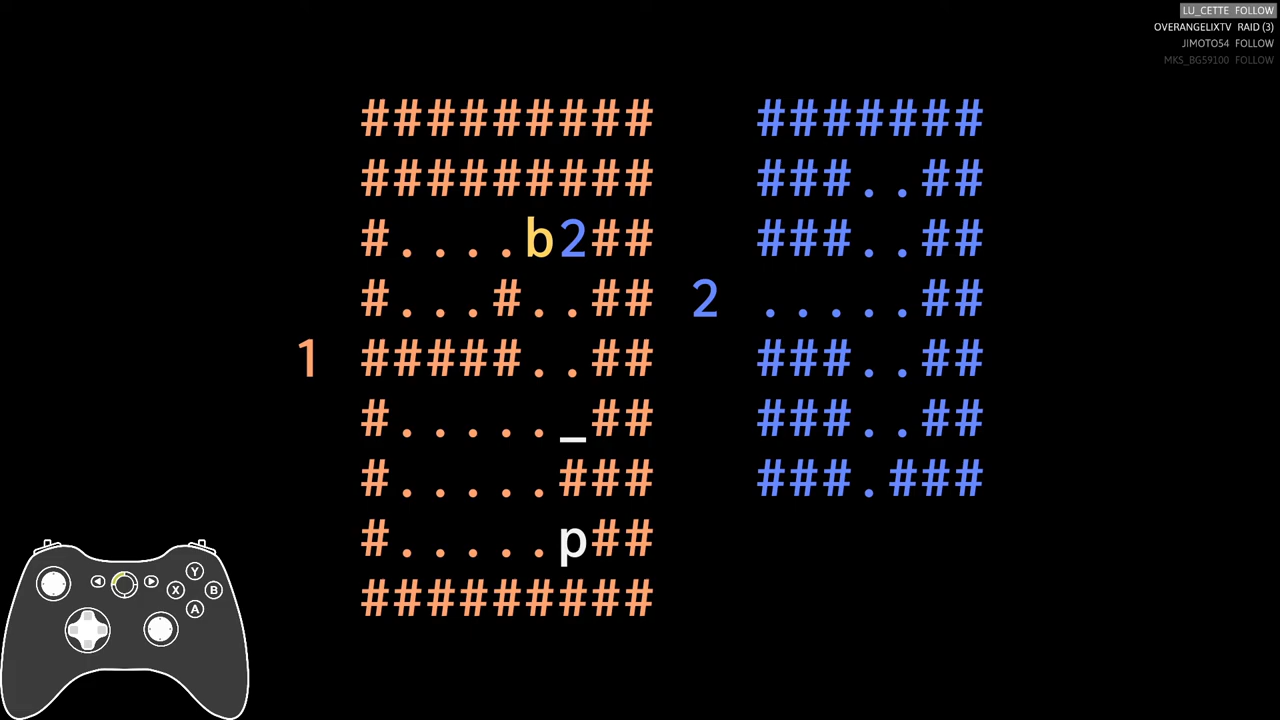 LU_CETTE FOLLOW
OVERANGELIXTV RAID (3)
JIMOTO54 FOLLOW
MKS_BG59100 FOLLOW
######### #######
######### ###..##
#....b2## ###..##
#...#..## 2 .....##
1 #####..## ###..##
#....._## ###..##
#.....### ###.###
#.....p##
#########
Y
X B
A